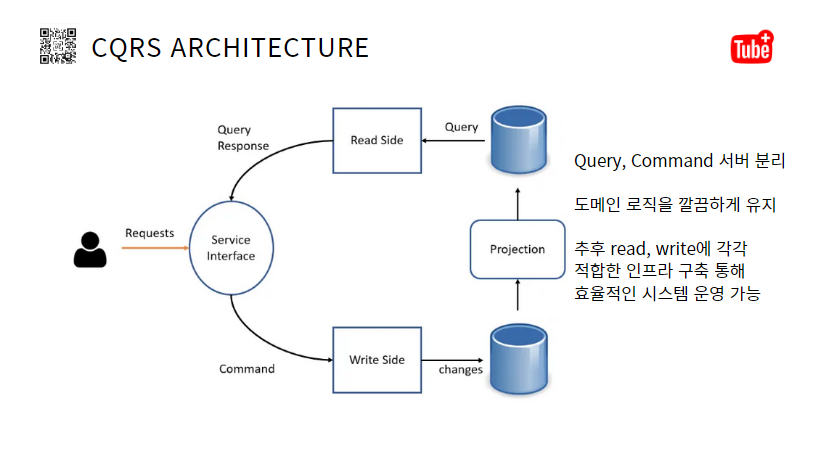 CQRS ARCHITECTURE
Tube+
Query
Response
Read Side
Query
Query, Command 서버 분리
도메인 로직을 깔끔하게 유지
Requests
Service
Interface
Projection
추후 read, write에 각각
적합한 인프라 구축 통해
효율적인 시스템 운영 가능
Command
Write Side
changes